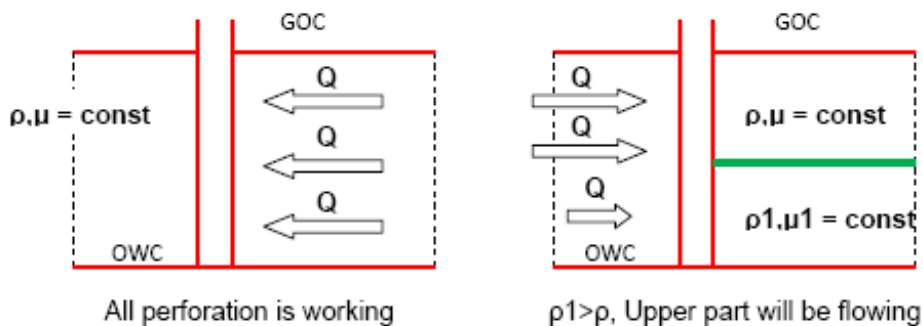 GOC
Q
ρ,μ = const
Q
Q
OWC
All perforation is working
GOC
Q
Q
ρ,μ = const
Q
ρ1,μ1 = const
OWC
ρ1>ρ, Upper part will be flowing